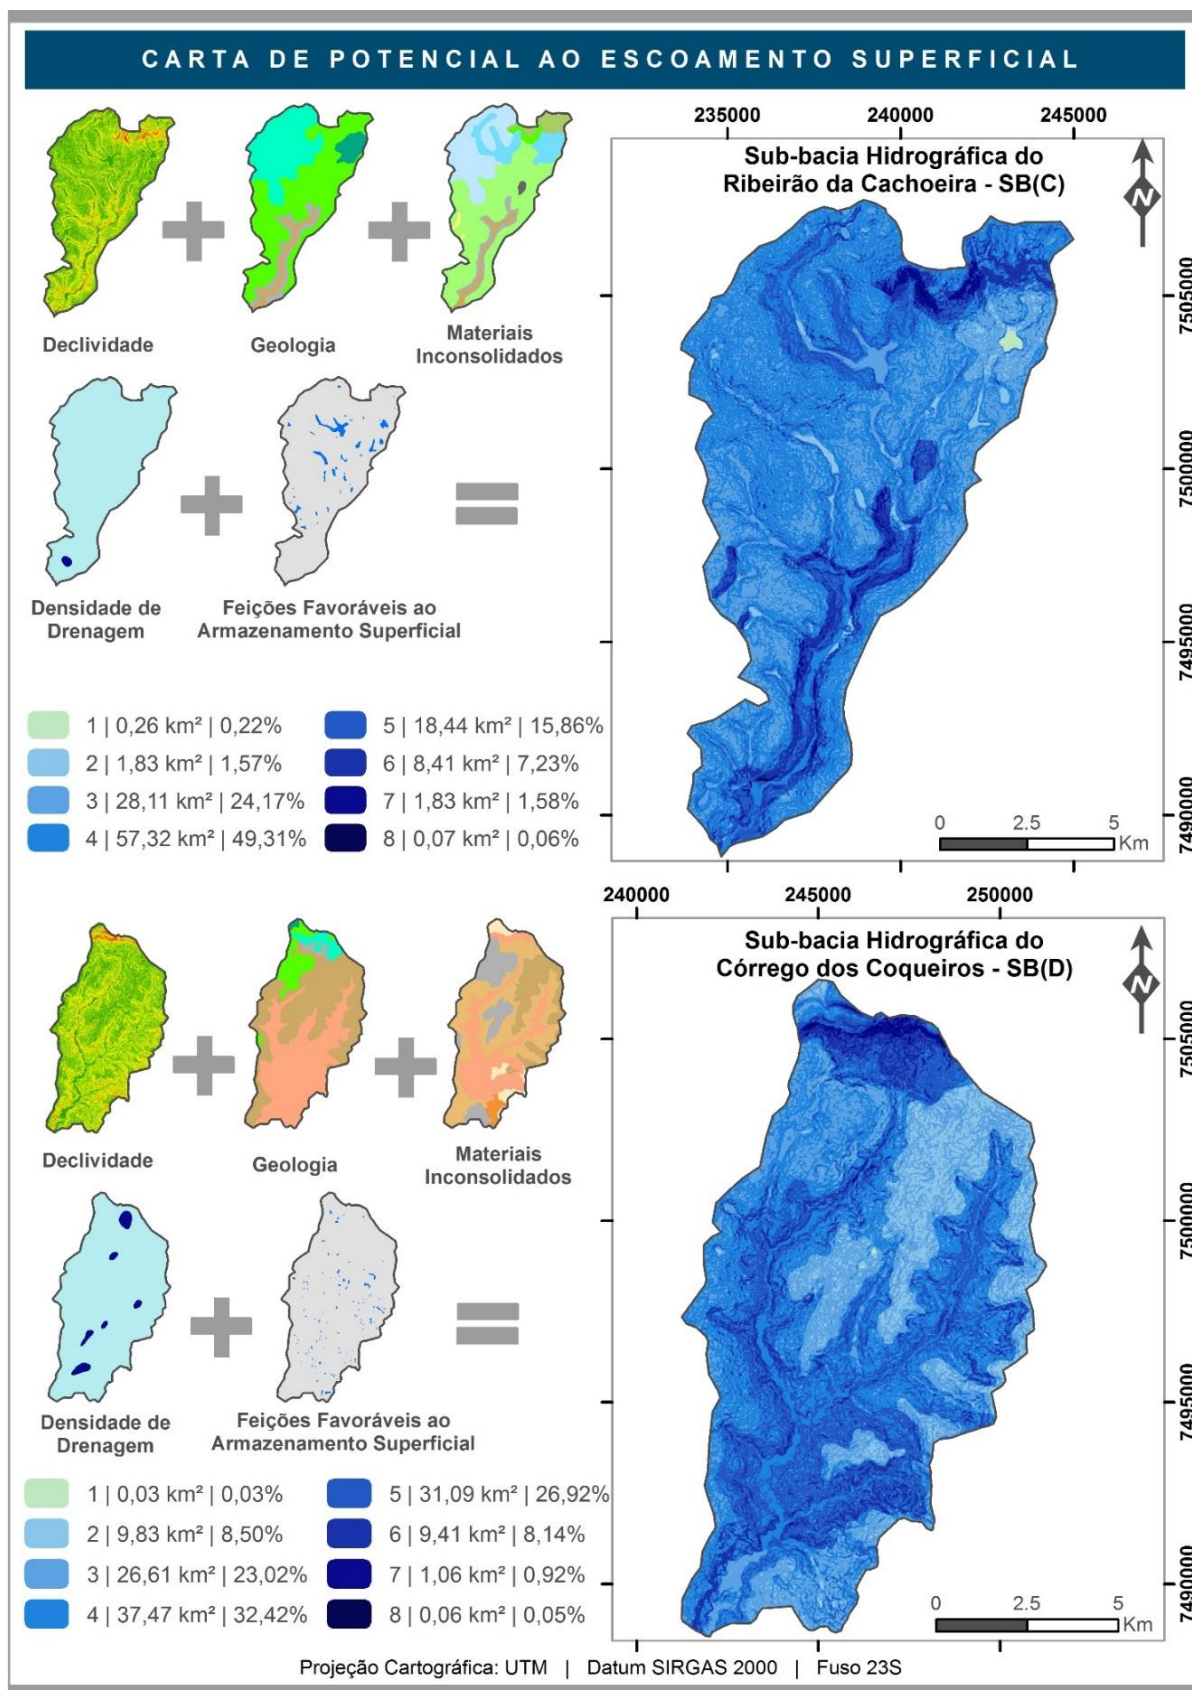 CARTA DE POTENCIAL AO ESCOAMENTO SUPERFICIAL
Declividade
Geologia
Materiais
Inconsolidados
Densidade de
Drenagem
Feições Favoráveis ao
Armazenamento Superficial
1 | 0,26 km² | 0,22%
2 | 1,83 km² | 1,57%
3 | 28,11 km² | 24,17%
4 | 57,32 km² | 49,31%
5 | 18,44 km² | 15,86%
6 | 8,41 km² | 7,23%
7 | 1,83 km² | 1,58%
8 | 0,07 km² | 0,06%
235000 240000 245000
Sub-bacia Hidrográfica do
Ribeirão da Cachoeira - SB(C)
N
7505000
7500000
7495000
7490000
0 2.5 5
Km
Declividade
Geologia
Materiais
Inconsolidados
Densidade de
Drenagem
Feições Favoráveis ao
Armazenamento Superficial
1 | 0,03 km² | 0,03%
2 | 9,83 km² | 8,50%
3 | 26,61 km² | 23,02%
4 | 37,47 km² | 32,42%
5 | 31,09 km² | 26,92%
6 | 9,41 km² | 8,14%
7 | 1,06 km² | 0,92%
8 | 0,06 km² | 0,05%
240000 245000 250000
Sub-bacia Hidrográfica do
Córrego dos Coqueiros - SB(D)
N
7505000
7500000
7495000
7490000
0 2.5 5
Km
Projeção Cartográfica: UTM | Datum SIRGAS 2000 | Fuso 23S